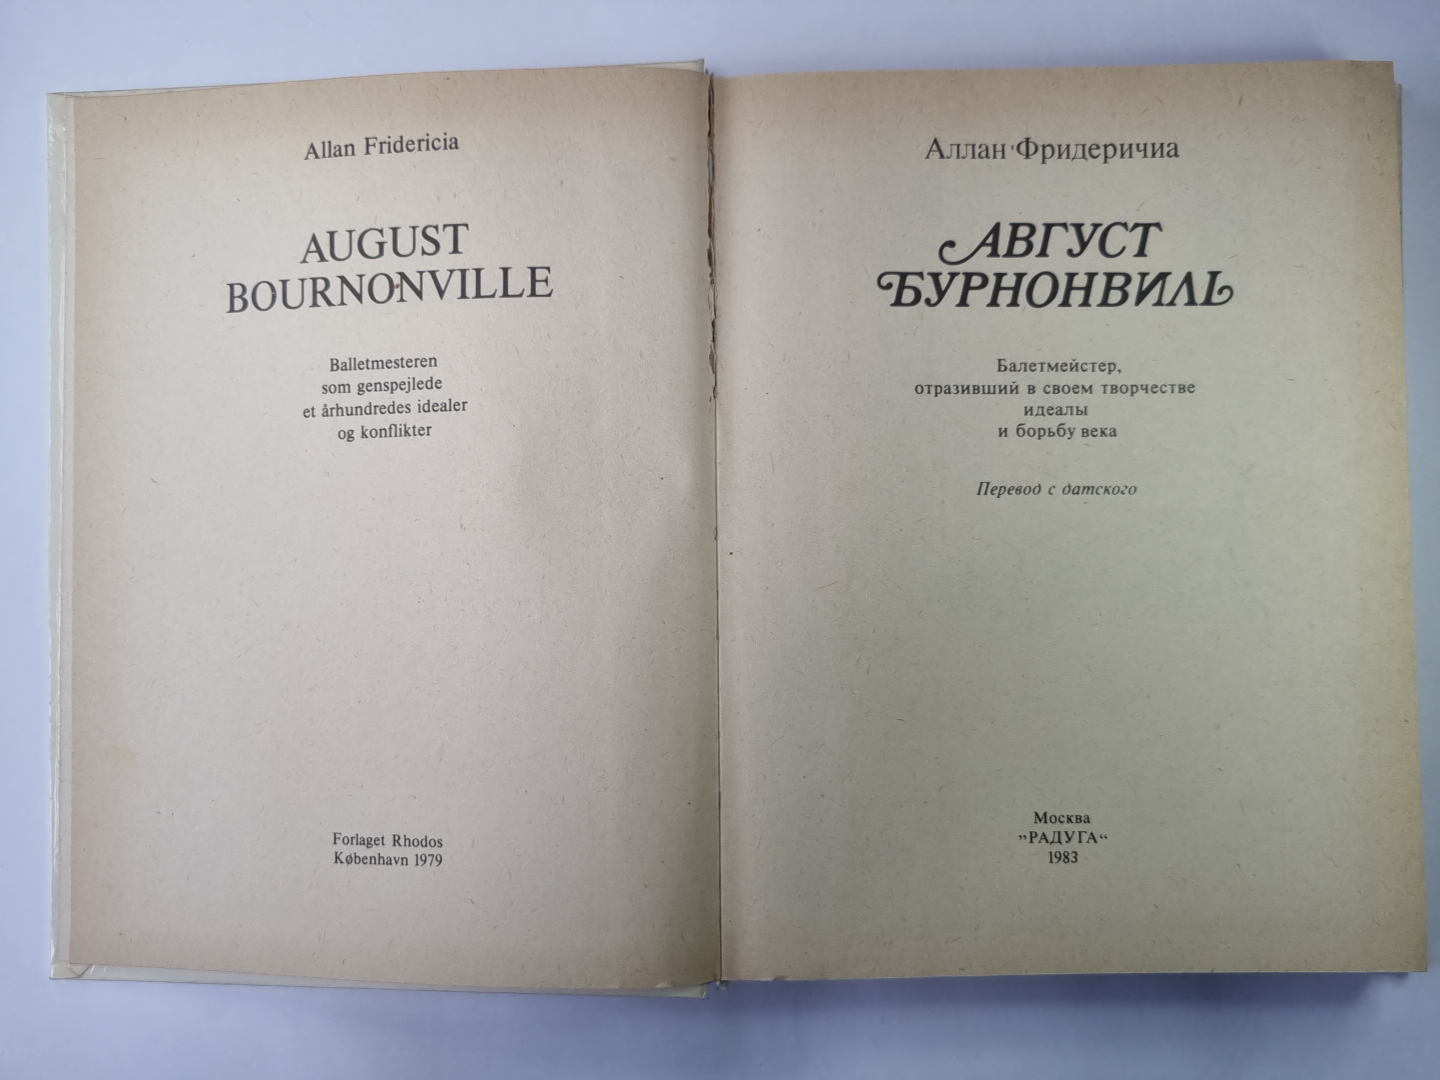 Allan Fridericia
AUGUST
BOURNONVILLE
Balletmesteren
som genspejlede
et århundredes idealer
og konflikter
Forlaget Rhodos
København 1979
Аллан Фридеричиа
АВГУСТ
БУРНОНВИЛЬ
Балетмейстер,
отразивший в своем творчестве
идеалы
и борьбу века
Перевод с датского
Москва
„РАДУГА“
1983